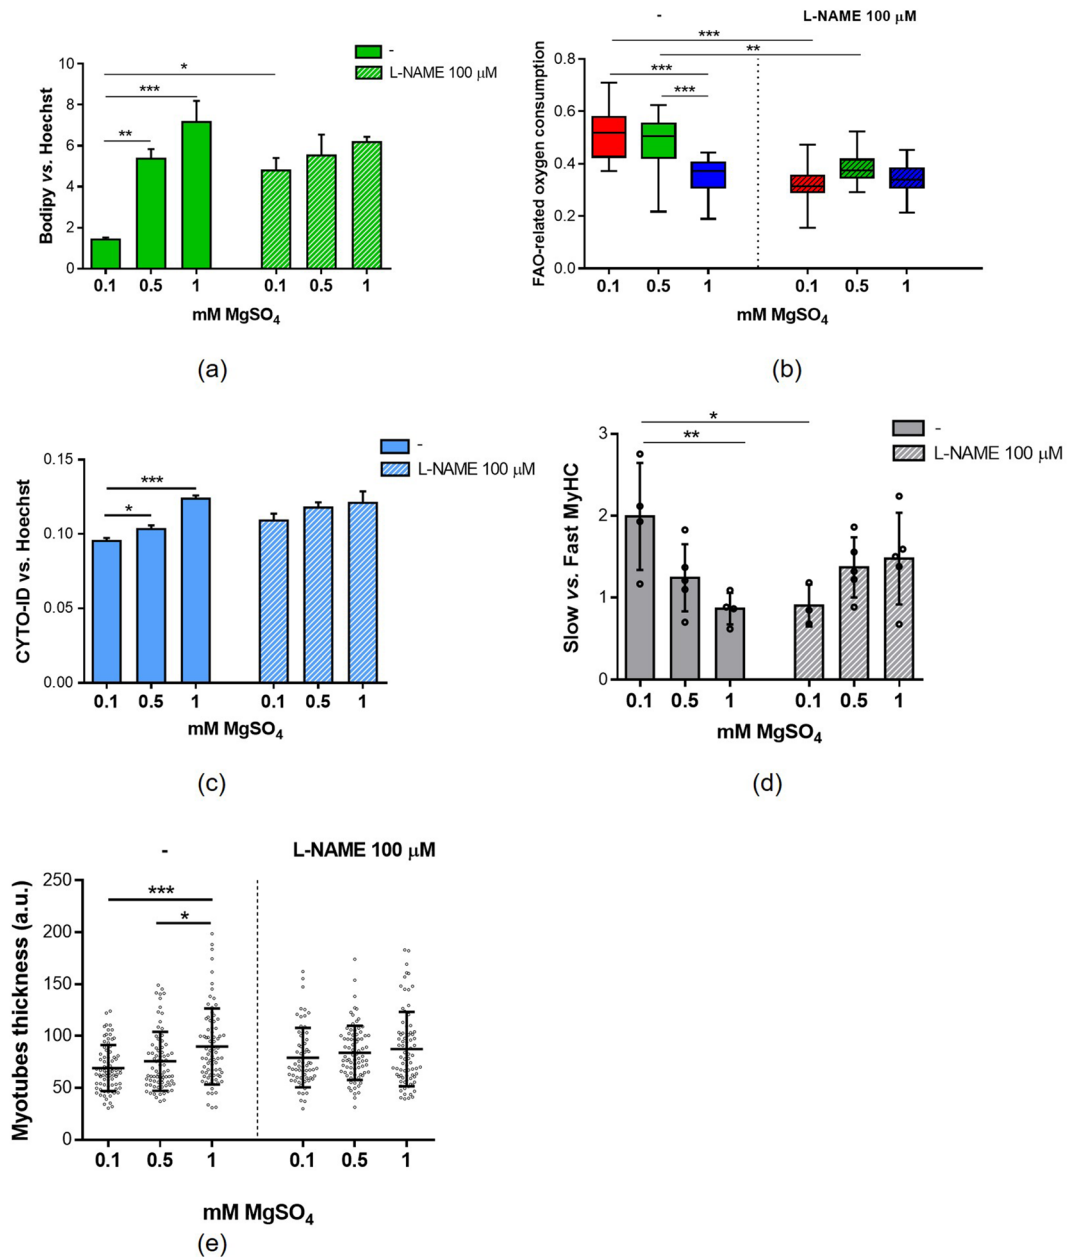 -
L-NAME 100 μM
Bodipy vs. Hoechst
10
8
6
4
2
0
*
***
**
0.1 0.5 1 0.1 0.5 1
mM MgSO4
(a)
- L-NAME 100 μM
FAO-related oxygen consumption
0.8
0.6
0.4
0.2
0.0
***
**
***
***
0.1 0.5 1 0.1 0.5 1
mM MgSO4
(b)
-
L-NAME 100 μM
CYTO-ID vs. Hoechst
0.15
0.10
0.05
0.00
***
*
0.1 0.5 1 0.1 0.5 1
mM MgSO4
(c)
-
L-NAME 100 μM
Slow vs. Fast MyHC
3
2
1
0
*
**
0.1 0.5 1 0.1 0.5 1
mM MgSO4
(d)
- L-NAME 100 μM
Myotubes thickness (a.u.)
250
200
150
100
50
0
***
*
0.1 0.5 1 0.1 0.5 1
mM MgSO4
(e)